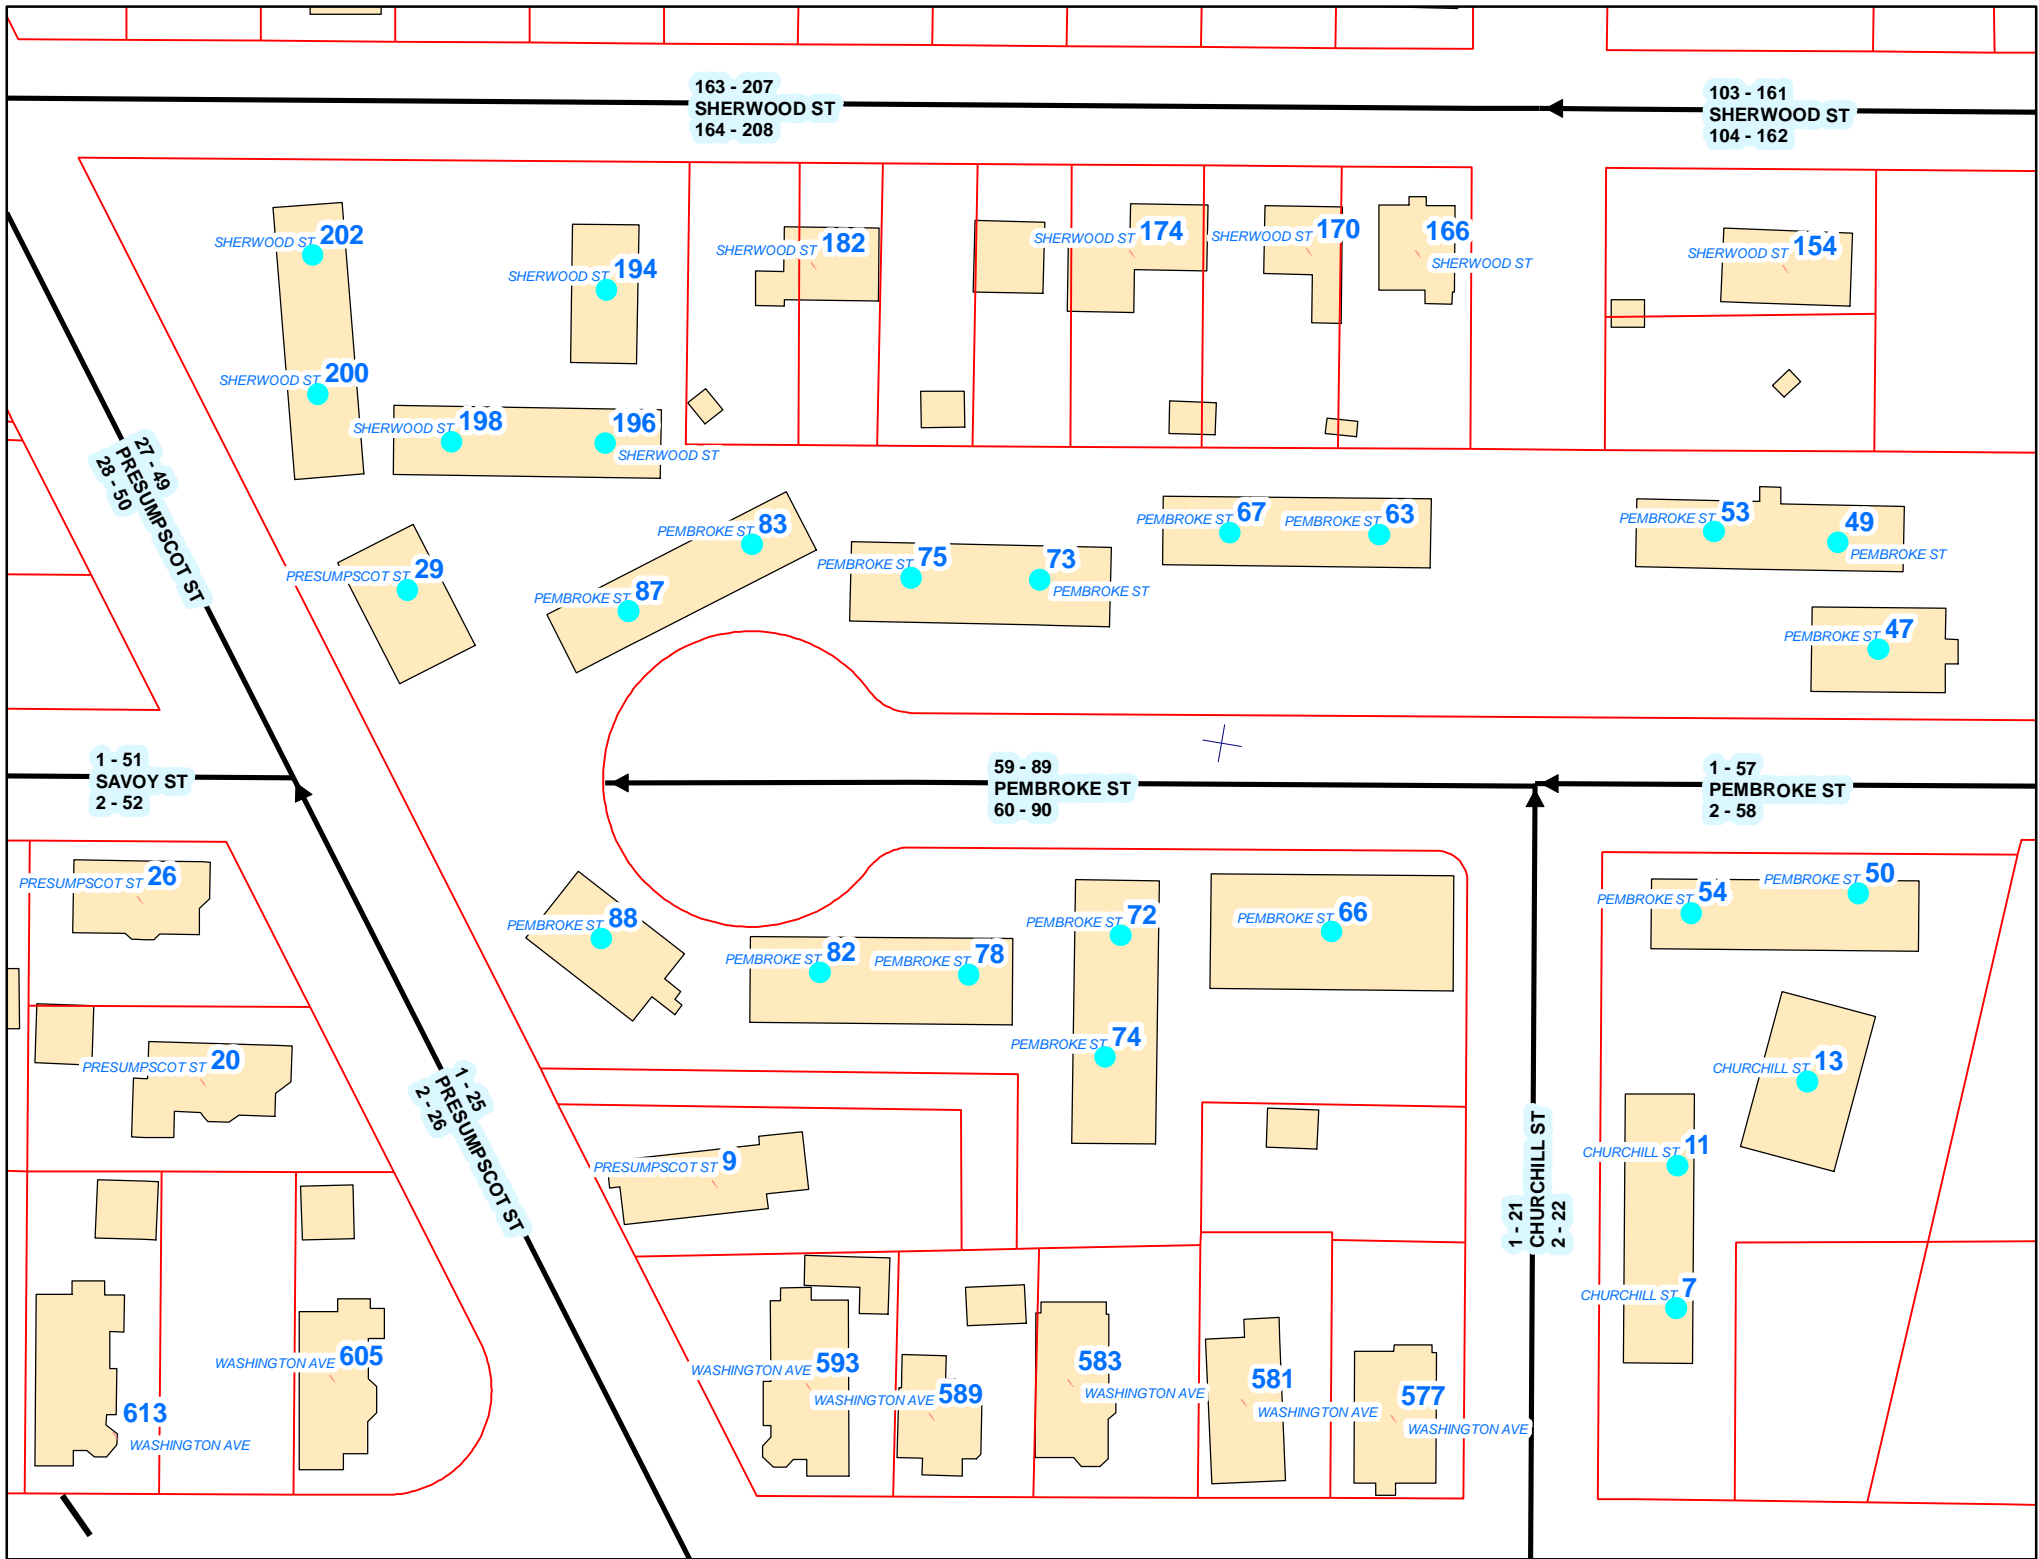 163 - 207
SHERWOOD ST
164 - 208
103 - 161
SHERWOOD ST
104 - 162
SHERWOOD ST 202
SHERWOOD ST 194
SHERWOOD ST 182
SHERWOOD ST 174
SHERWOOD ST 170
166
SHERWOOD ST
SHERWOOD ST 154
SHERWOOD ST 200
SHERWOOD ST 198
196
SHERWOOD ST
27 - 49
PRESUMPSCOT ST
28 - 50
PRESUMPSCOT ST 29
PEMBROKE ST 83
PEMBROKE ST 87
PEMBROKE ST 75
73
PEMBROKE ST
PEMBROKE ST 67
PEMBROKE ST 63
PEMBROKE ST 53
49
PEMBROKE ST
PEMBROKE ST 47
1 - 51
SAVOY ST
2 - 52
59 - 89
PEMBROKE ST
60 - 90
1 - 57
PEMBROKE ST
2 - 58
PRESUMPSCOT ST 26
PEMBROKE ST 88
PEMBROKE ST 82
PEMBROKE ST 78
PEMBROKE ST 72
PEMBROKE ST 66
PEMBROKE ST 54
PEMBROKE ST 50
PRESUMPSCOT ST 20
PEMBROKE ST 74
CHURCHILL ST 13
1 - 25
PRESUMPSCOT ST
2 - 26
PRESUMPSCOT ST 9
1 - 21
CHURCHILL ST
2 - 22
CHURCHILL ST 11
CHURCHILL ST 7
613
WASHINGTON AVE
WASHINGTON AVE 605
WASHINGTON AVE 593
WASHINGTON AVE 589
583
WASHINGTON AVE
581
WASHINGTON AVE
577
WASHINGTON AVE